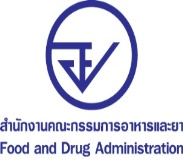 สำนักงานคณะกรรมการอาหารและยา
Food and Drug Administration